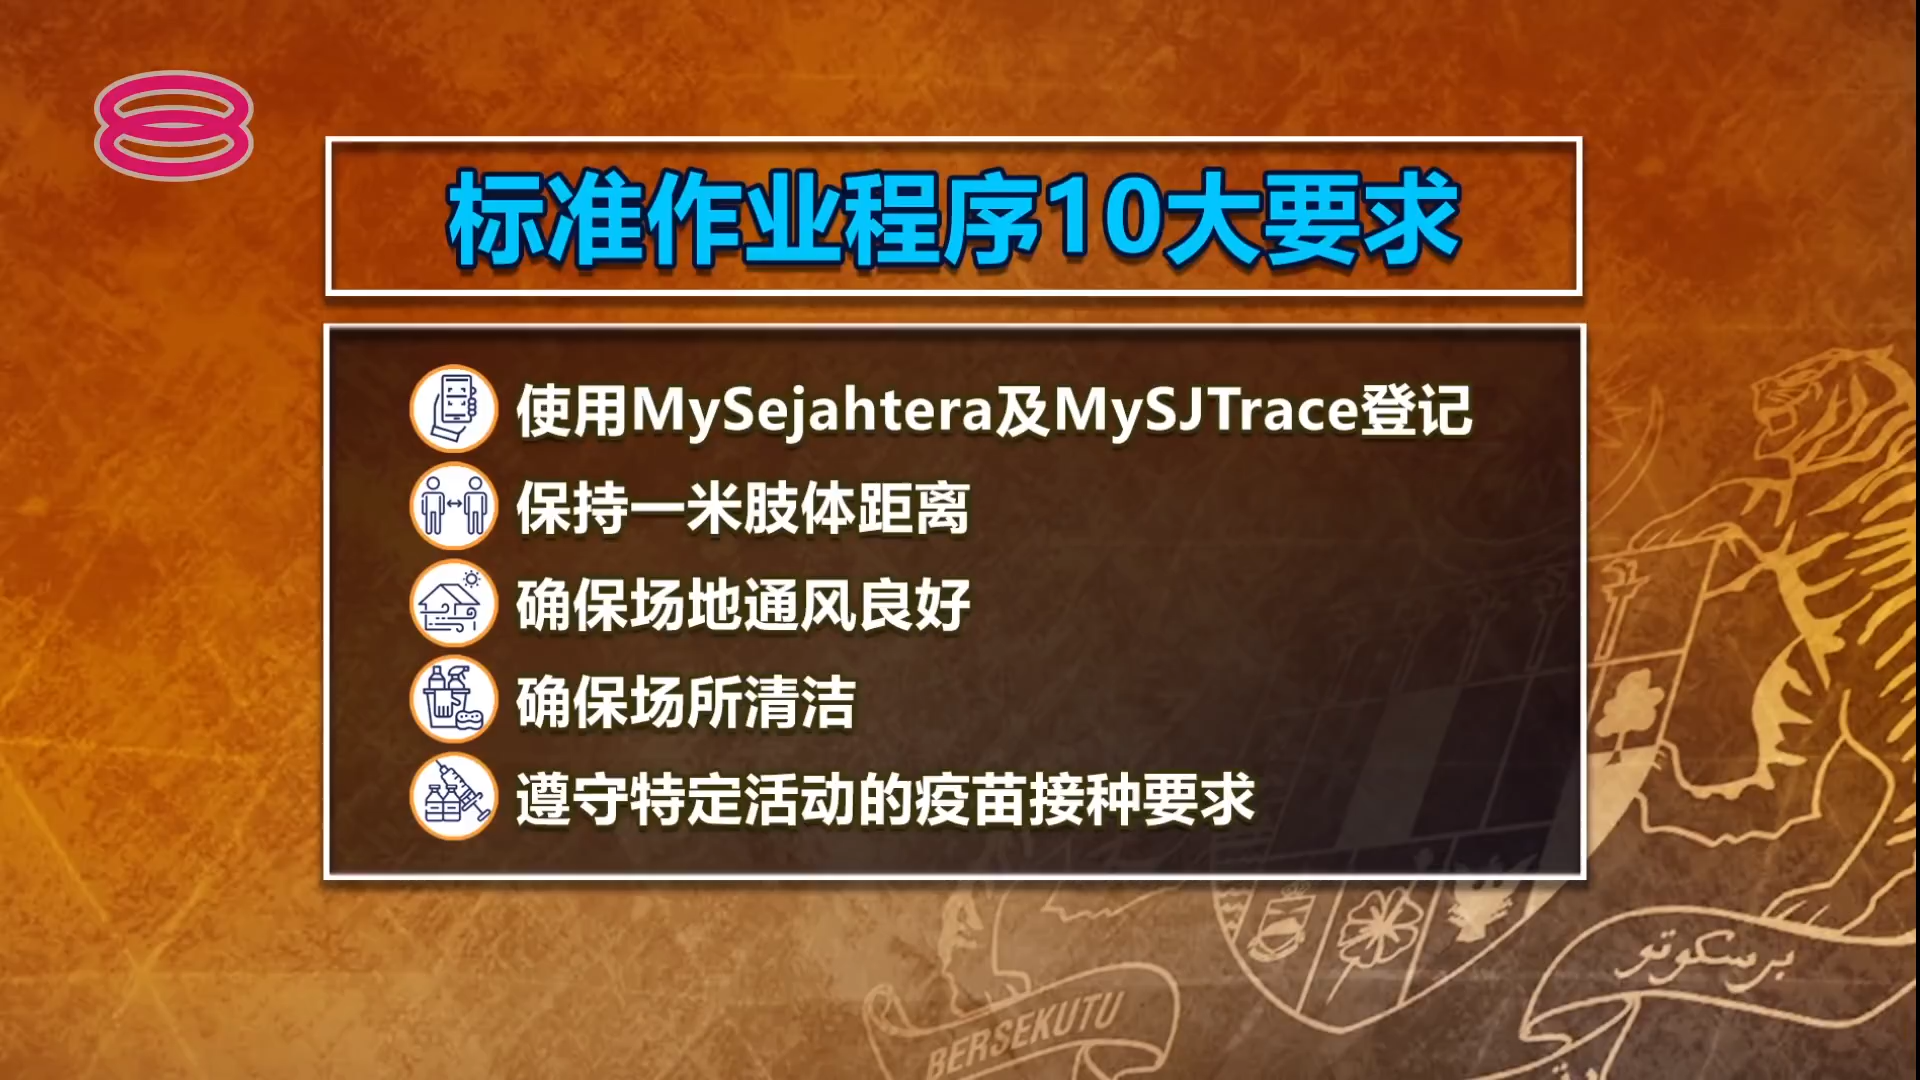 标准作业程序10大要求
使用MySejahtera及MySJTrace登记
保持一米肢体距离
确保场地通风良好
确保场所清洁
遵守特定活动的疫苗接种要求
برسكوتو
BERSEKUTU